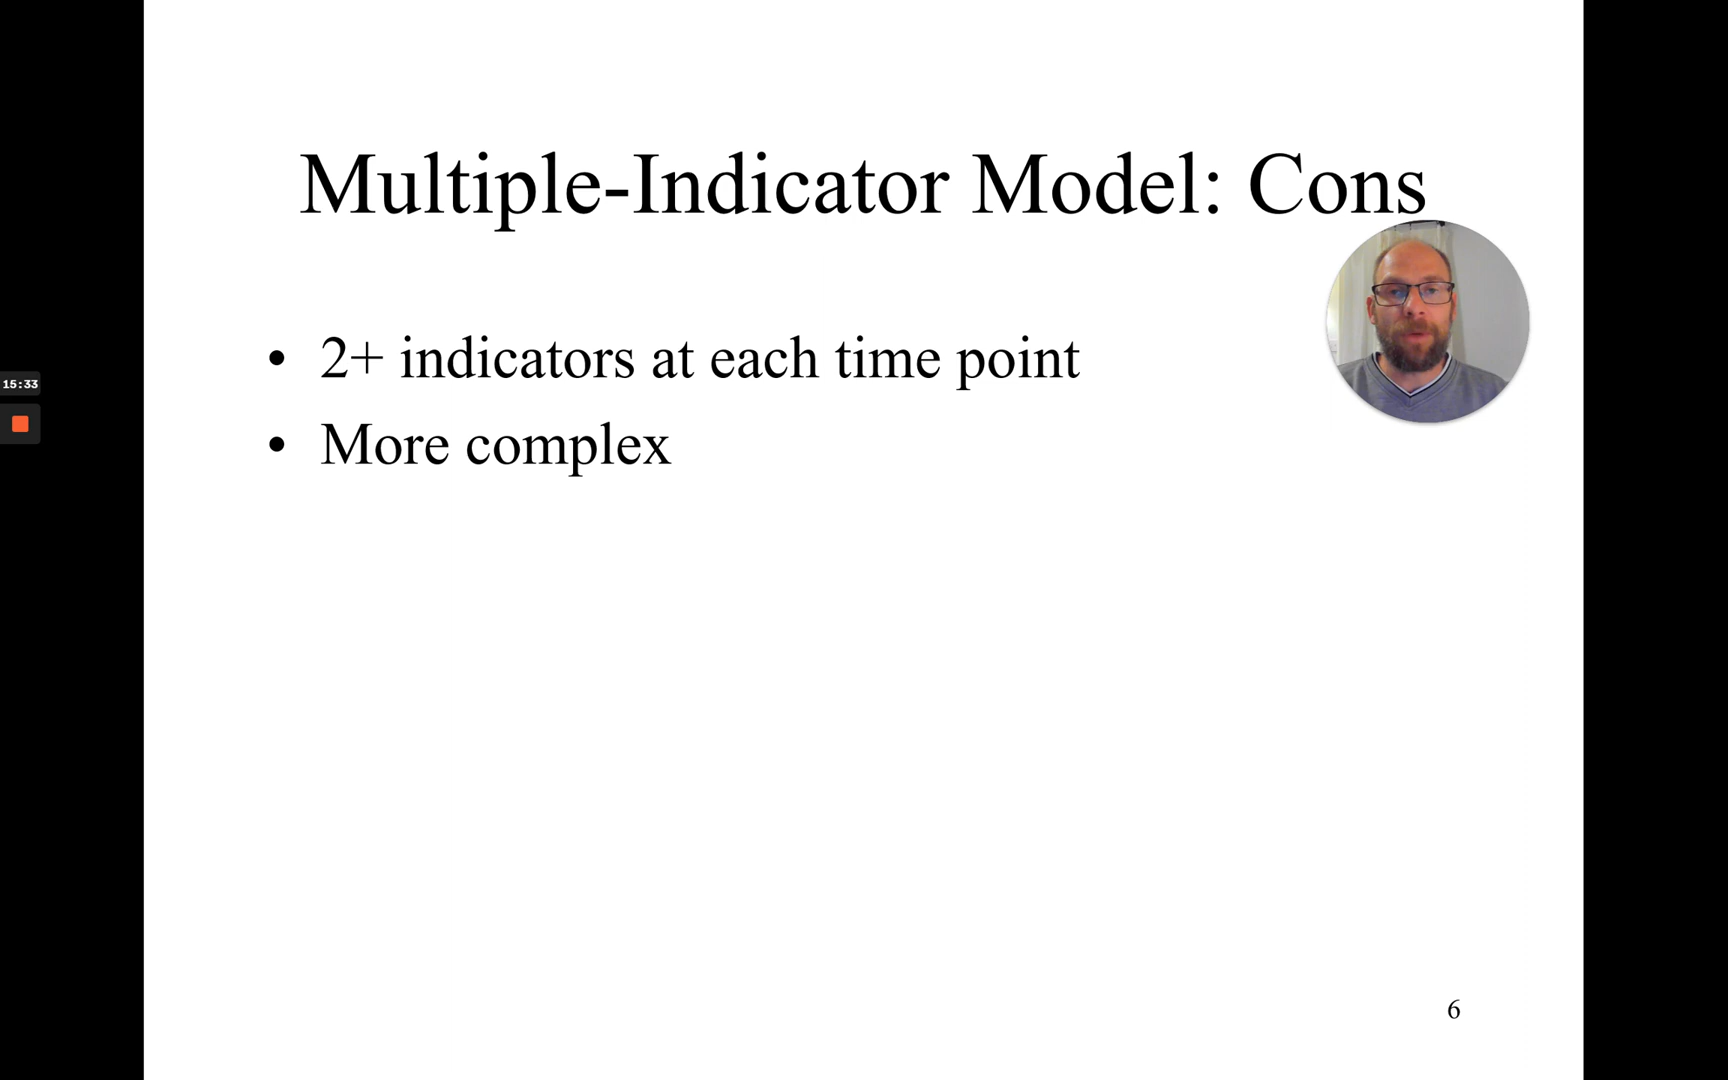 Multiple-Indicator Model: Cons
• 2+ indicators at each time point
15:33
• More complex
6